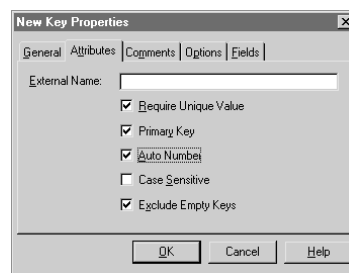 New Key Properties
General Attributes Comments Options Fields
External Name:
Require Unique Value
Primary Key
Auto Number
Case Sensitive
Exclude Empty Keys
OK Cancel Help